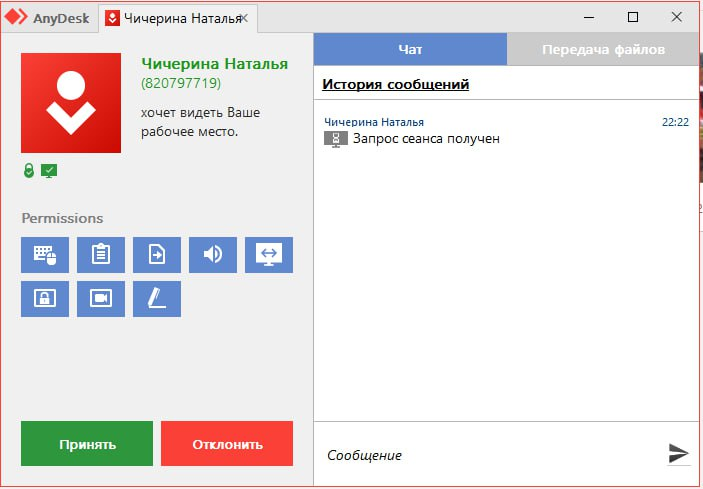 AnyDesk
Чичерина Наталья
Чичерина Наталья
(820797719)
хочет видеть Ваше
рабочее место.
Permissions
Принять
Отклонить
Чат
Передача файлов
История сообщений
Чичерина Наталья 22:22
Запрос сеанса получен
Сообщение